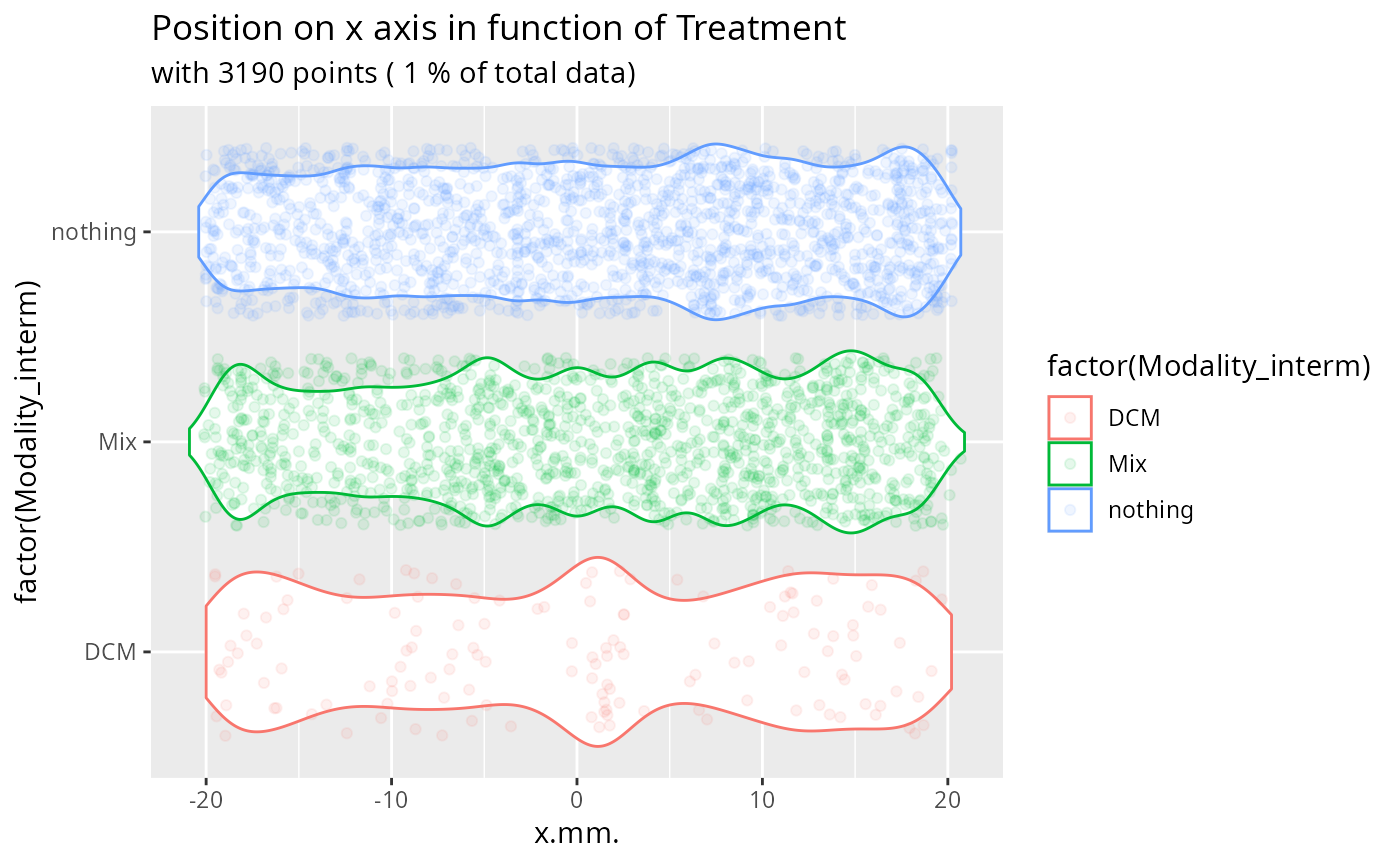 Position on x axis in function of Treatment
with 3190 points ( 1 % of total data)
factor(Modality_interm)
nothing
Mix
DCM
-20
-10
0
10
20
x.mm.
factor(Modality_interm)
DCM
Mix
nothing